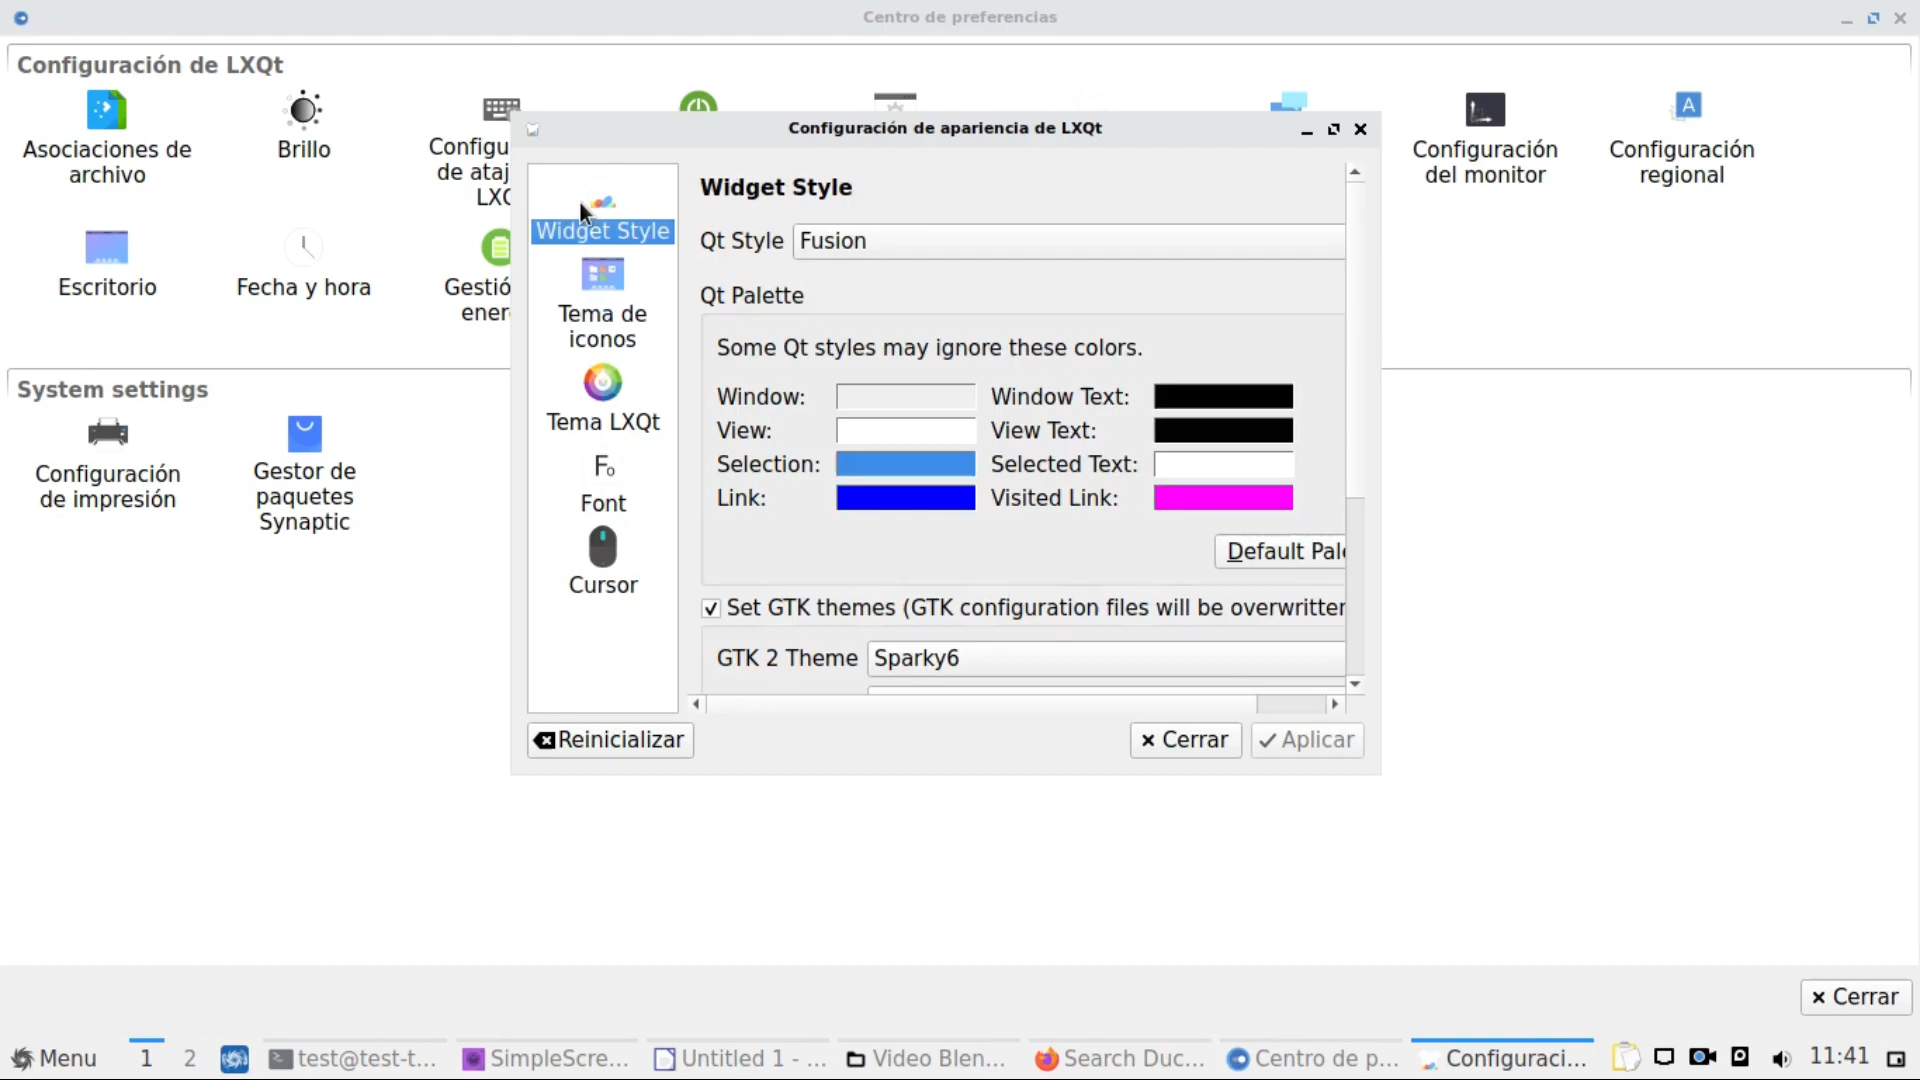 Centro de preferencias
Configuración de LXQt
Asociaciones de
archivo
Brillo
Configu
de ataj
LXQ
Configuración
del monitor
Configuración
regional
Escritorio
Fecha y hora
Gestió
ener
System settings
Configuración
de impresión
Gestor de
paquetes
Synaptic
Configuración de apariencia de LXQt
Widget Style
Tema de
iconos
Tema LXQt
Font
Cursor
Widget Style
Qt Style Fusion
Qt Palette
Some Qt styles may ignore these colors.
Window: Window Text:
View: View Text:
Selection: Selected Text:
Link: Visited Link:
Default Pale
Set GTK themes (GTK configuration files will be overwritten
GTK 2 Theme Sparky6
Reinicializar
Cerrar
Aplicar
Cerrar
Menu 1 2 test@test-t... SimpleScre... Untitled 1 - ... Video Blen... Search Duc... Centro de p... Configuraci... 11:41